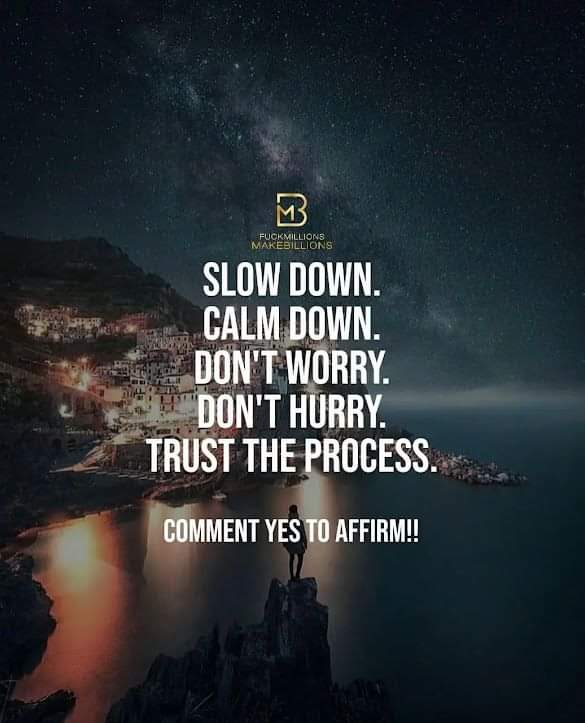 MB
FUCKMILLIONS
MAKEBILLIONS
SLOW DOWN.
CALM DOWN.
DON'T WORRY.
DON'T HURRY.
TRUST THE PROCESS.
COMMENT YES TO AFFIRM!!